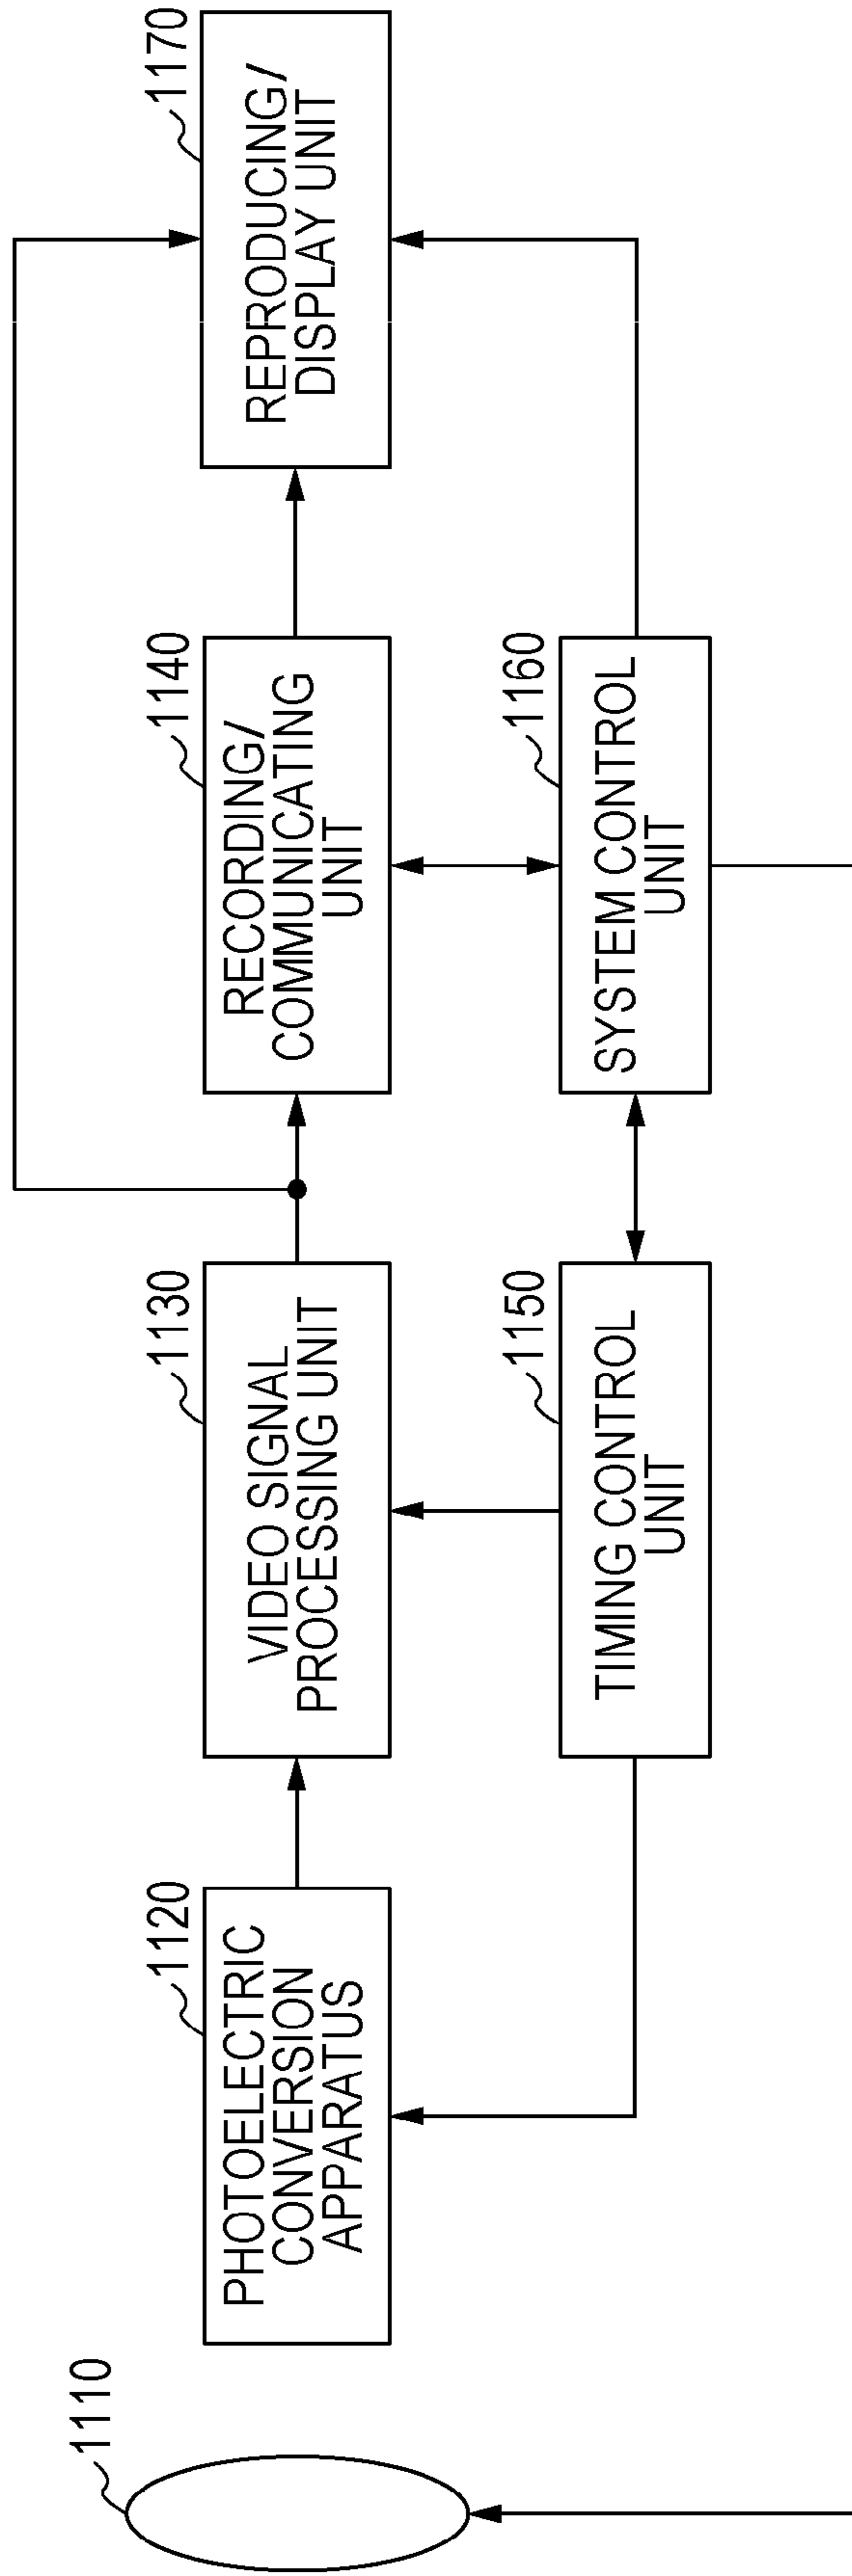 1110
1120
PHOTOELECTRIC
CONVERSION
APPARATUS
1130
VIDEO SIGNAL
PROCESSING UNIT
1140
RECORDING/
COMMUNICATING
UNIT
1170
REPRODUCING/
DISPLAY UNIT
1150
TIMING CONTROL
UNIT
1160
SYSTEM CONTROL
UNIT